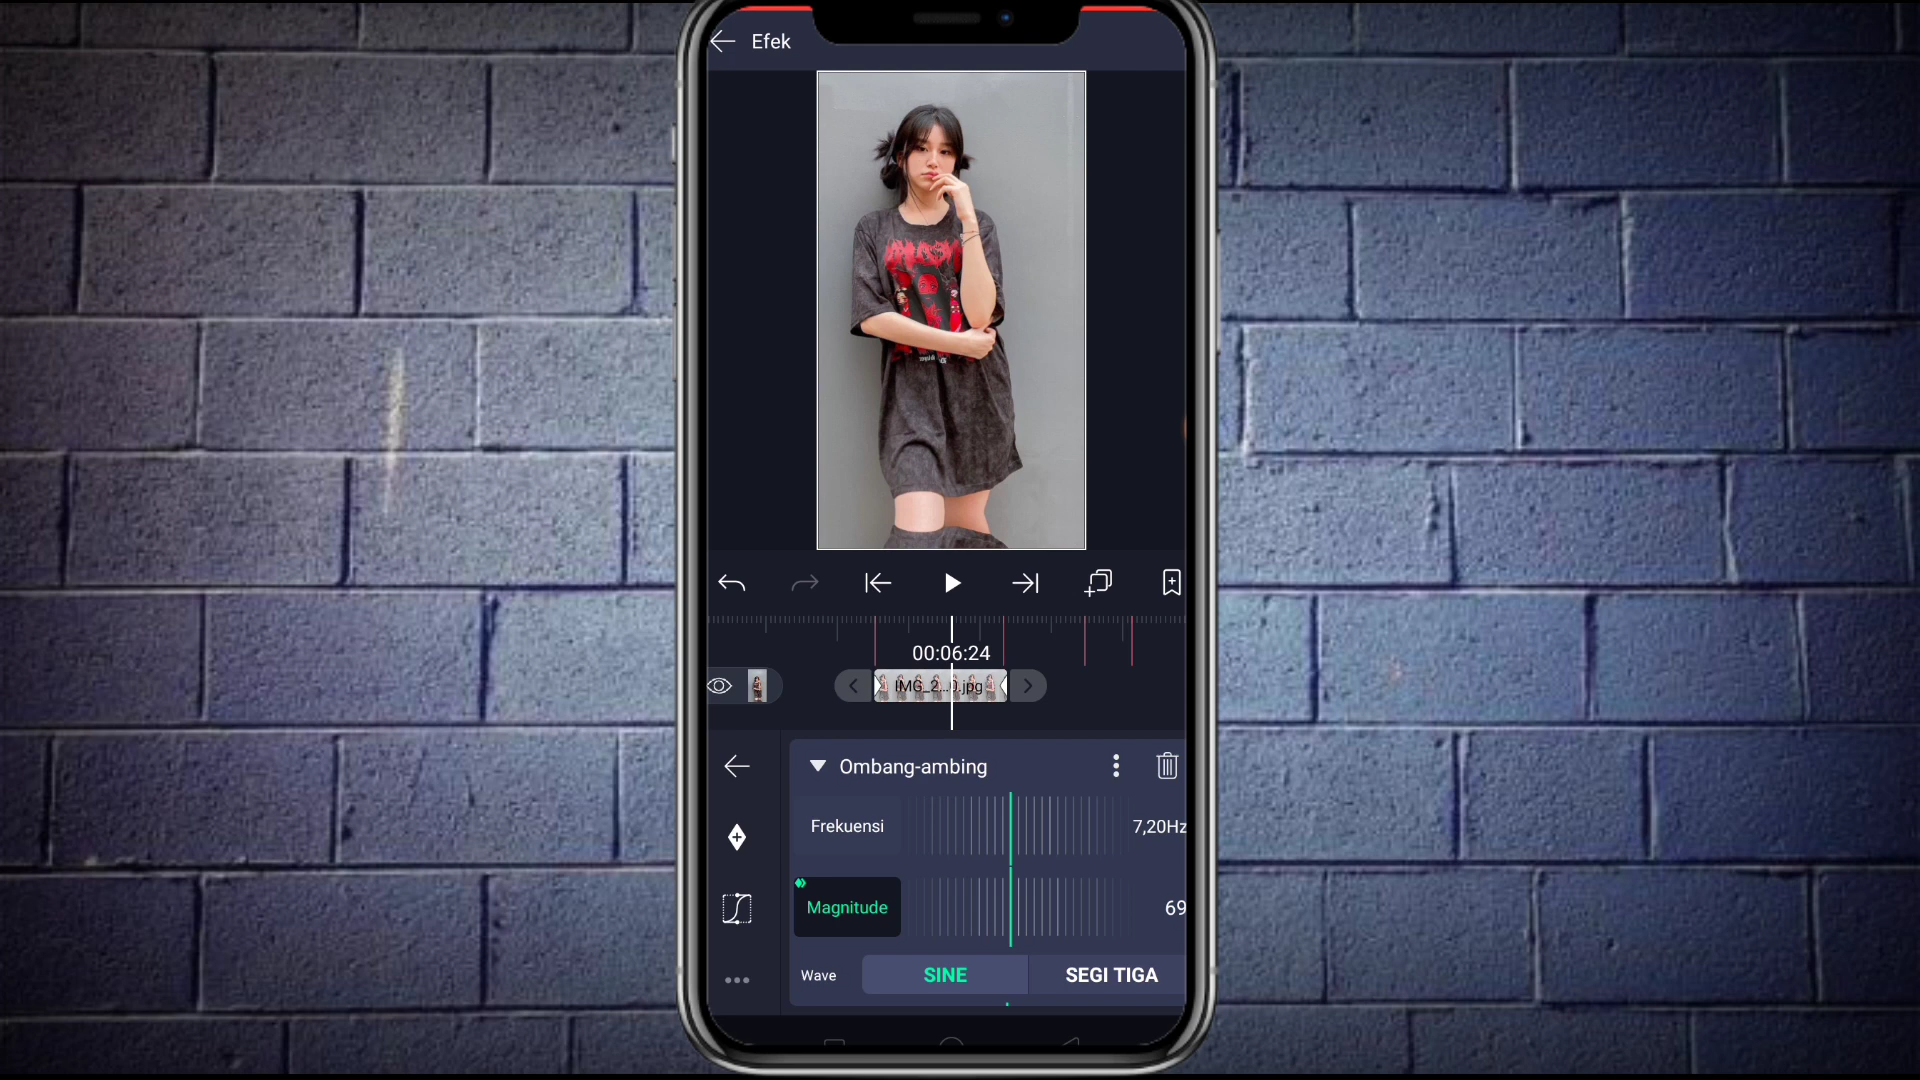 Efek
00:06:24
IMG_2...0.jpg
Ombang-ambing
Frekuensi
7,20Hz
Magnitude
69
Wave
SINE
SEGI TIGA